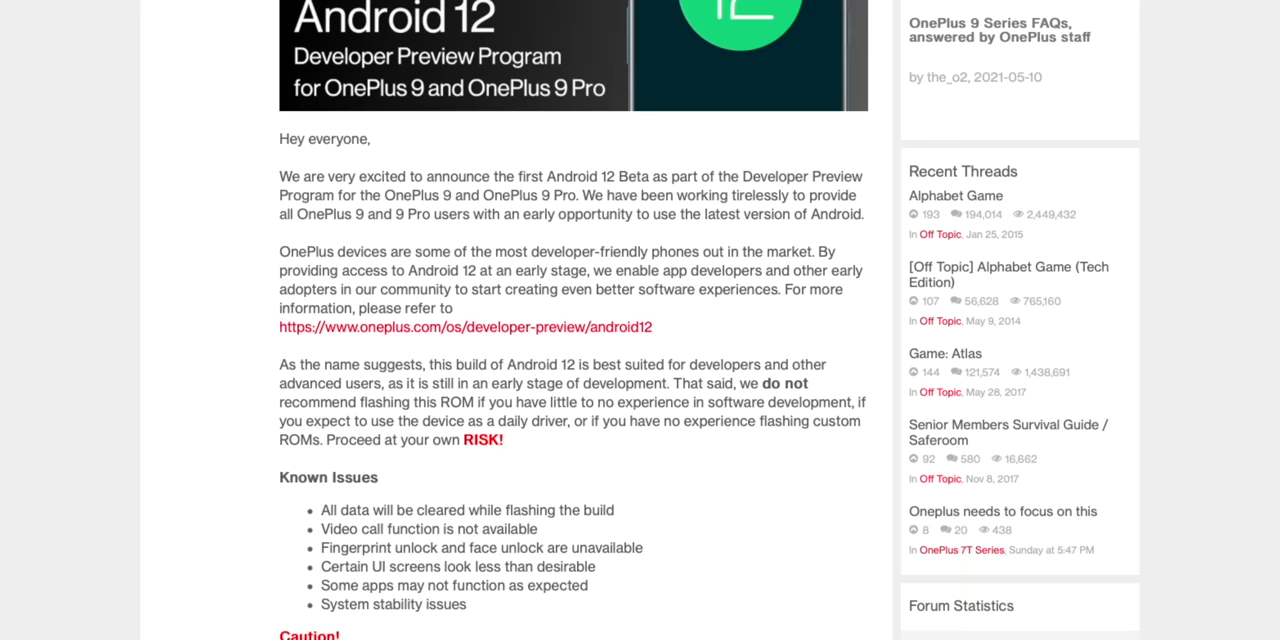 Android 12
Developer Preview Program
for OnePlus 9 and OnePlus 9 Pro
Hey everyone,
We are very excited to announce the first Android 12 Beta as part of the Developer Preview
Program for the OnePlus 9 and OnePlus 9 Pro. We have been working tirelessly to provide
all OnePlus 9 and 9 Pro users with an early opportunity to use the latest version of Android.
OnePlus devices are some of the most developer-friendly phones out in the market. By
providing access to Android 12 at an early stage, we enable app developers and other early
adopters in our community to start creating even better software experiences. For more
information, please refer to
https://www.oneplus.com/os/developer-preview/android12
As the name suggests, this build of Android 12 is best suited for developers and other
advanced users, as it is still in an early stage of development. That said, we do not
recommend flashing this ROM if you have little to no experience in software development, if
you expect to use the device as a daily driver, or if you have no experience flashing custom
ROMs. Proceed at your own RISK!
Known Issues
• All data will be cleared while flashing the build
• Video call function is not available
• Fingerprint unlock and face unlock are unavailable
• Certain UI screens look less than desirable
• Some apps may not function as expected
• System stability issues
Caution!
OnePlus 9 Series FAQs,
answered by OnePlus staff
by the_o2, 2021-05-10
Recent Threads
Alphabet Game
193 194,014 2,449,432
In Off Topic, Jan 25, 2015
[Off Topic] Alphabet Game (Tech
Edition)
107 56,628 765,160
In Off Topic, May 9, 2014
Game: Atlas
144 121,574 1,438,691
In Off Topic, May 28, 2017
Senior Members Survival Guide /
Saferoom
92 580 16,662
In Off Topic, Nov 8, 2017
Oneplus needs to focus on this
8 20 438
In OnePlus 7T Series, Sunday at 5:47 PM
Forum Statistics